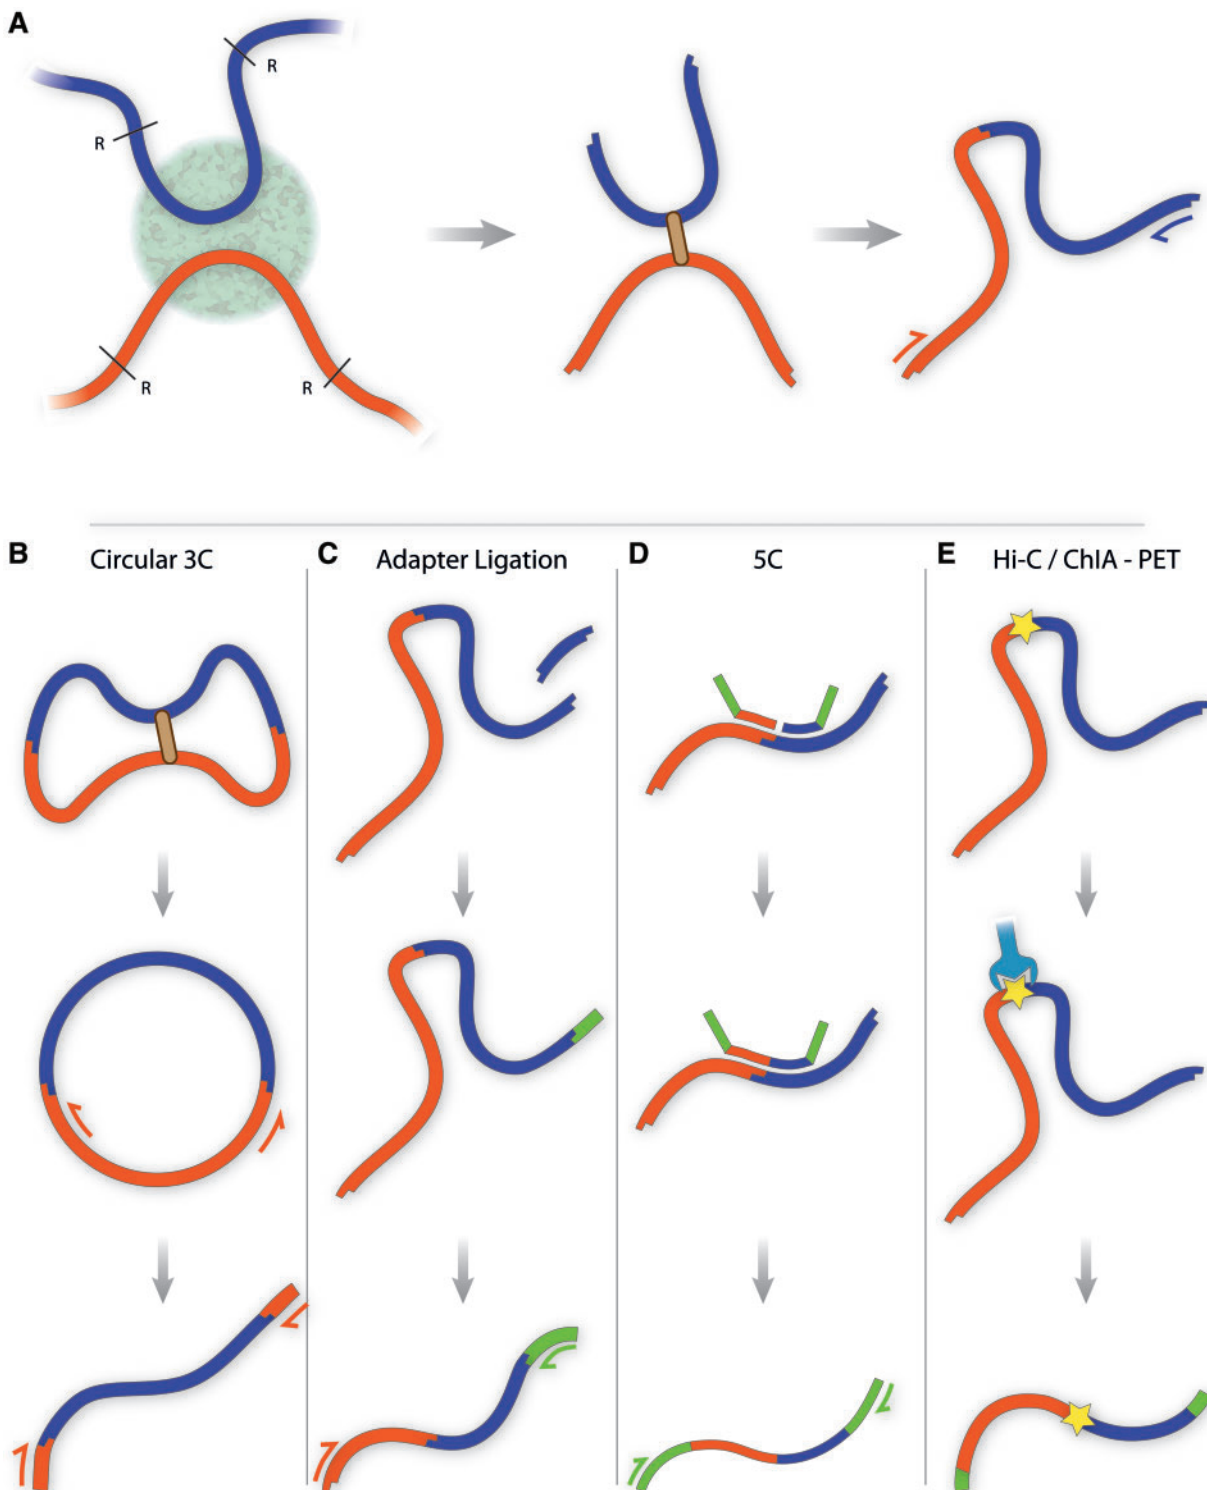 A
R
R
R
R
B
Circular 3C
C
Adapter Ligation
D
5C
E
Hi-C / ChIA - PET